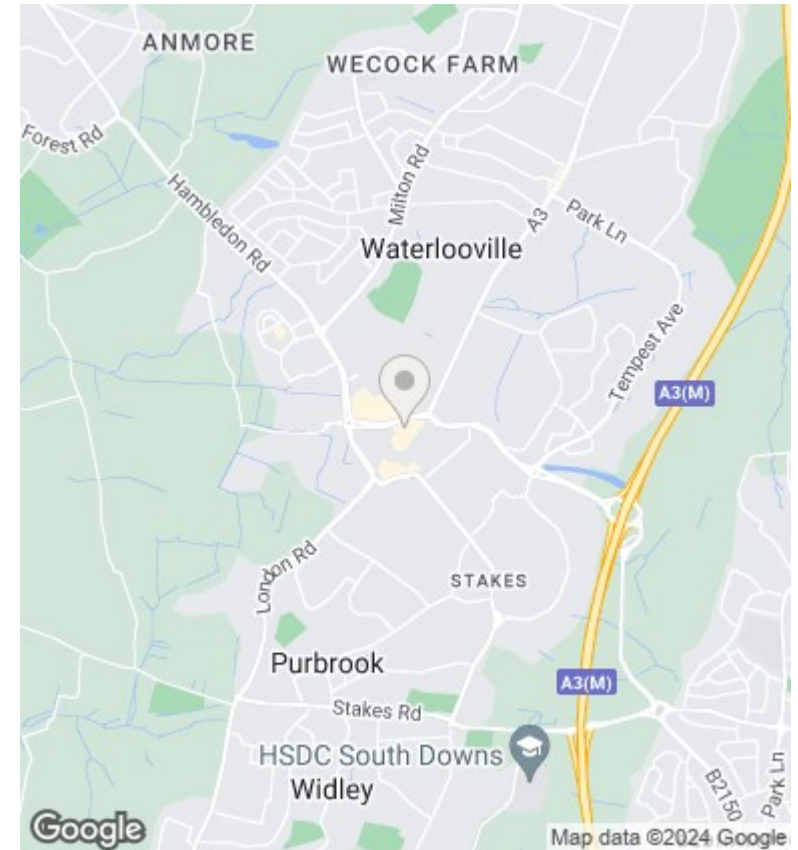 ANMORE
WECOCK FARM
Forest Rd
Hambledon Rd
Milton Rd
A3
Park Ln
Waterlooville
Tempest Ave
A3(M)
London Rd
STAKES
Purbrook
A3(M)
Stakes Rd
HSDC South Downs
Widley
B2150
Park Ln
Google
Map data ©2024 Google